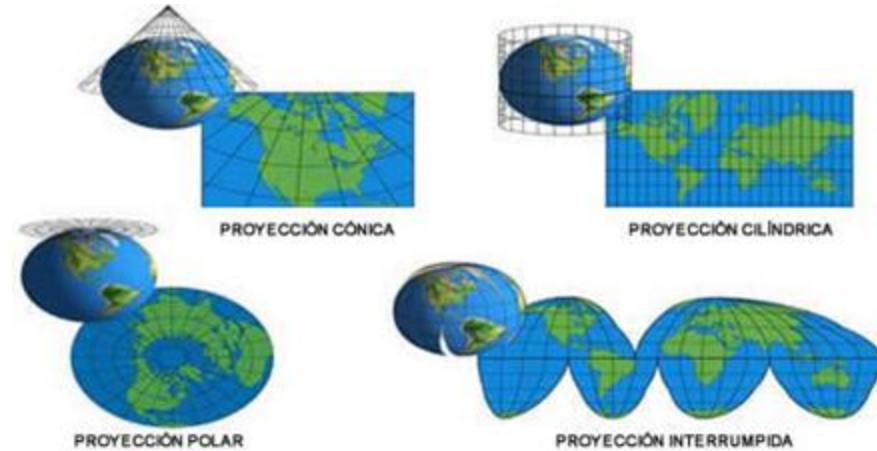 PROYECCIÓN CÓNICA
PROYECCIÓN CILÍNDRICA
PROYECCIÓN POLAR
PROYECCIÓN INTERRUMPIDA